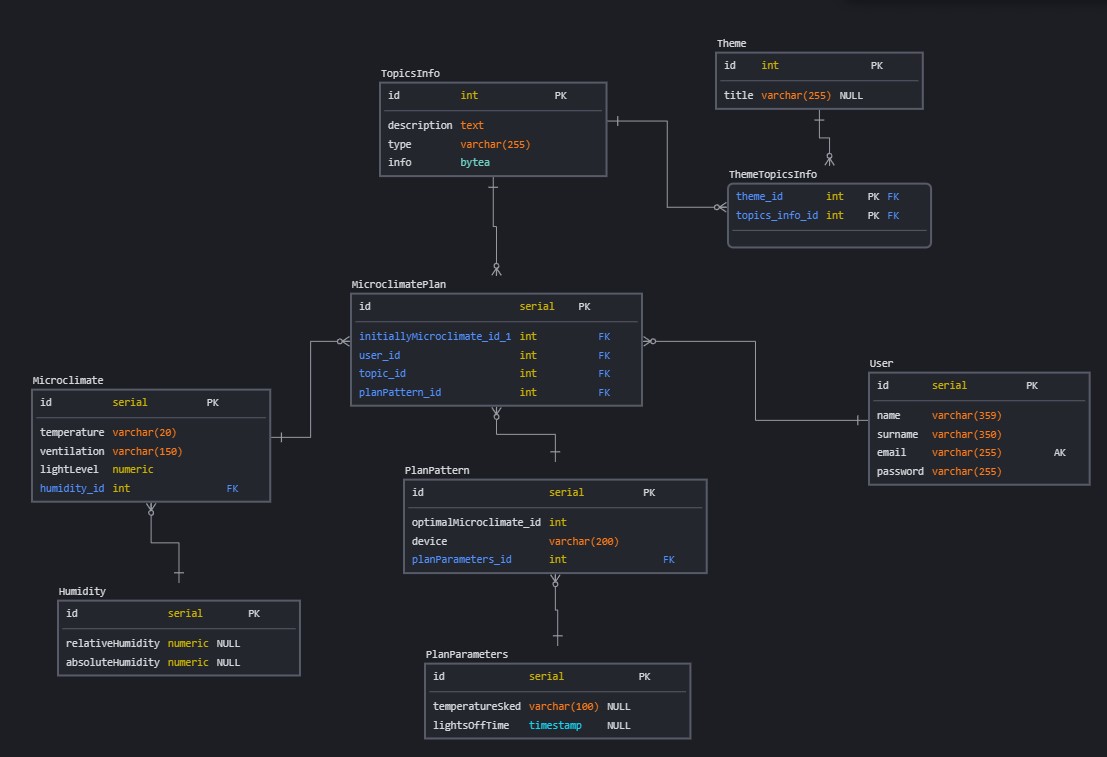 Theme
id int PK
title varchar(255) NULL
TopicsInfo
id int PK
description text
type varchar(255)
info bytea
ThemeTopicsInfo
theme_id int PK FK
topics_info_id int PK FK
MicroclimatePlan
id serial PK
initiallyMicroclimate_id_1 int FK
user_id int FK
topic_id int FK
planPattern_id int FK
User
id serial PK
name varchar(359)
surname varchar(350)
email varchar(255) AK
password varchar(255)
Microclimate
id serial PK
temperature varchar(20)
ventilation varchar(150)
lightLevel numeric
humidity_id int FK
PlanPattern
id serial PK
optimalMicroclimate_id int
device varchar(200)
planParameters_id int FK
Humidity
id serial PK
relativeHumidity numeric NULL
absoluteHumidity numeric NULL
PlanParameters
id serial PK
temperatureSked varchar(100) NULL
lightsOffTime timestamp NULL